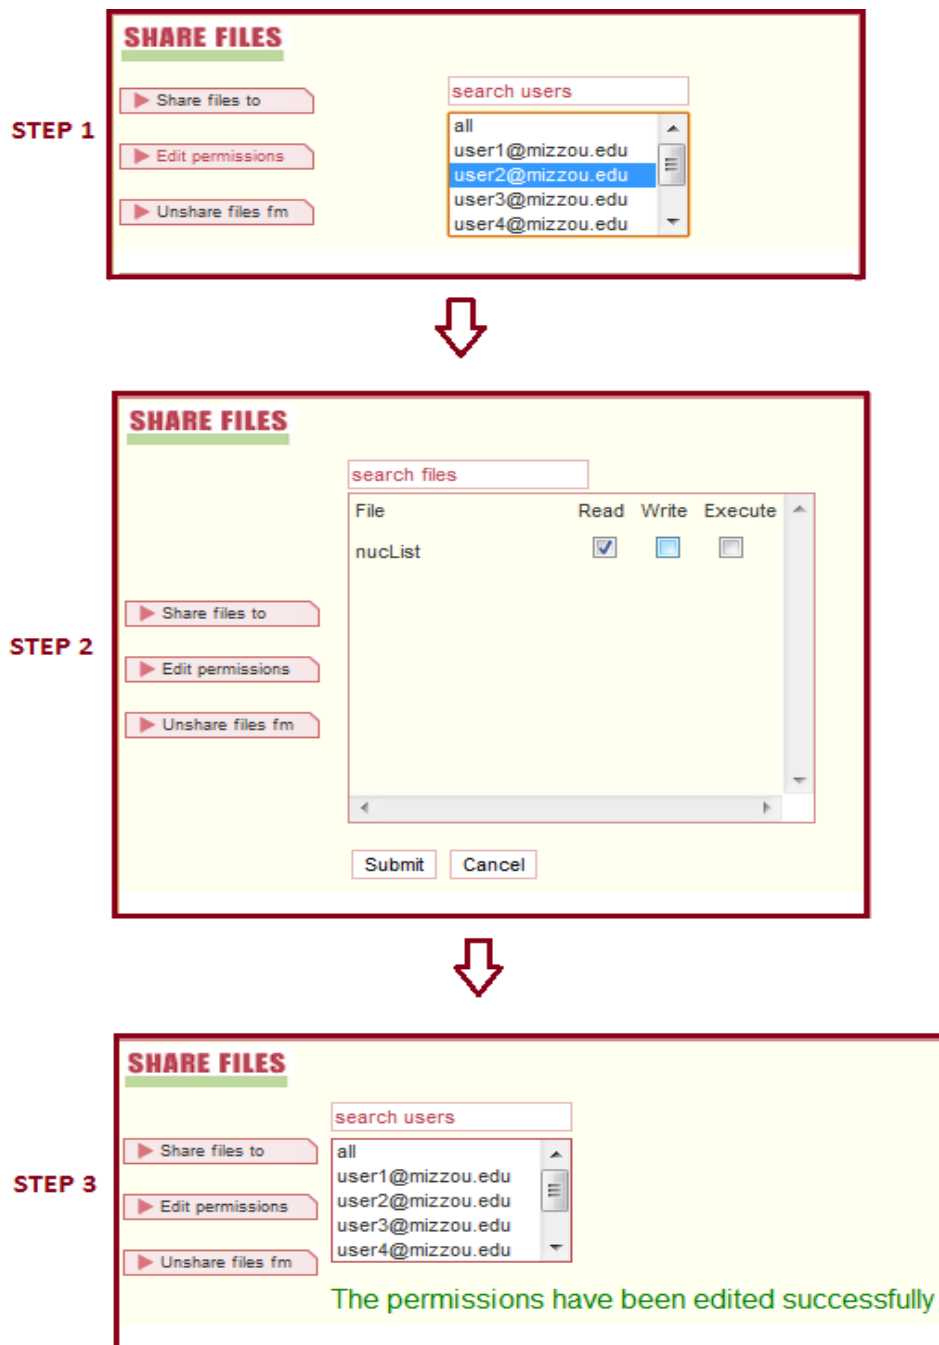 SHARE FILES
search users
Share files to
STEP 1
all
user1@mizzou.edu
Edit permissions
user2@mizzou.edu
user3@mizzou.edu
Unshare files fm
user4@mizzou.edu
SHARE FILES
search files
File Read Write Execute
nucList
Share files to
STEP 2
Edit permissions
Unshare files fm
Submit Cancel
SHARE FILES
search users
Share files to
all
user1@mizzou.edu
STEP 3
Edit permissions
user2@mizzou.edu
user3@mizzou.edu
Unshare files fm
user4@mizzou.edu
The permissions have been edited successfully